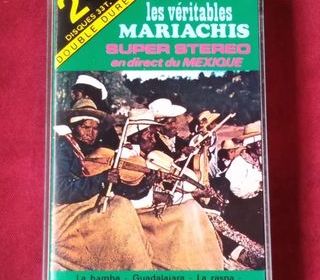 2
DISQUES 33T.
DOUBLE DURÉE
les véritables
MARIACHIS
SUPER STEREO
en direct du MEXIQUE
La bamba - Guadalajara - La raspa -